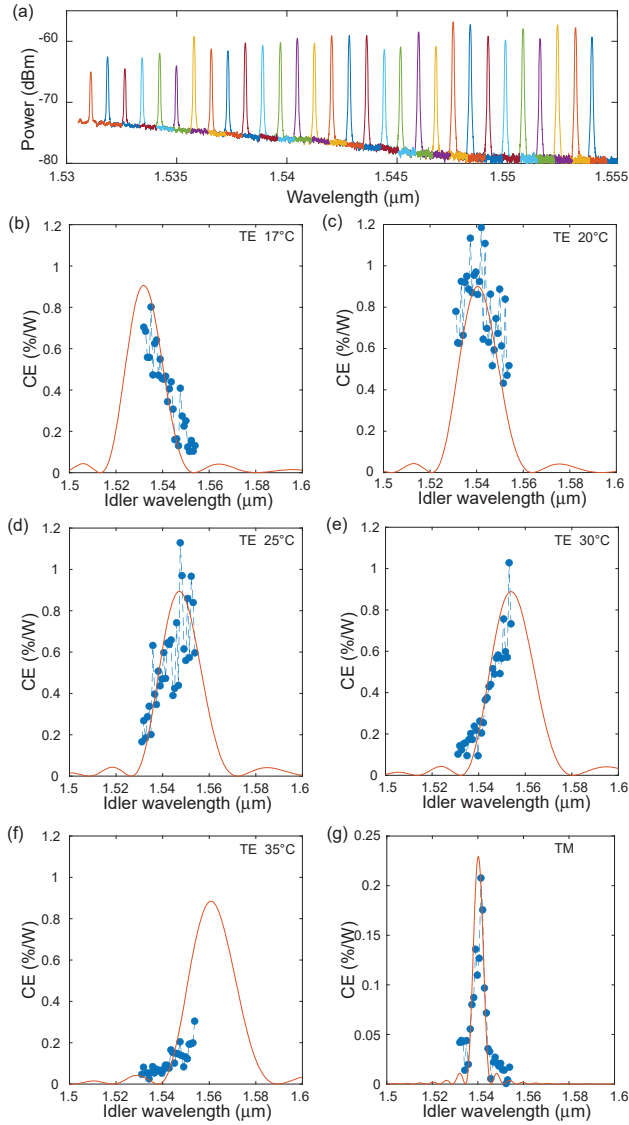 (a)
-60
-70
-80
Power (dBm)
1.53 1.535 1.54 1.545 1.55 1.555
Wavelength (μm)
(b)
TE 17°C
1.2
1
0.8
0.6
0.4
0.2
0
CE (%/W)
1.5 1.52 1.54 1.56 1.58 1.6
Idler wavelength (μm)
(c)
TE 20°C
1.2
1
0.8
0.6
0.4
0.2
0
CE (%/W)
1.5 1.52 1.54 1.56 1.58 1.6
Idler wavelength (μm)
(d)
TE 25°C
1.2
1
0.8
0.6
0.4
0.2
0
CE (%/W)
1.5 1.52 1.54 1.56 1.58 1.6
Idler wavelength (μm)
(e)
TE 30°C
1.2
1
0.8
0.6
0.4
0.2
0
CE (%/W)
1.5 1.52 1.54 1.56 1.58 1.6
Idler wavelength (μm)
(f)
TE 35°C
1.2
1
0.8
0.6
0.4
0.2
0
CE (%/W)
1.5 1.52 1.54 1.56 1.58 1.6
Idler wavelength (μm)
(g)
TM
0.25
0.2
0.15
0.1
0.05
0
CE (%/W)
1.5 1.52 1.54 1.56 1.58 1.6
Idler wavelength (μm)